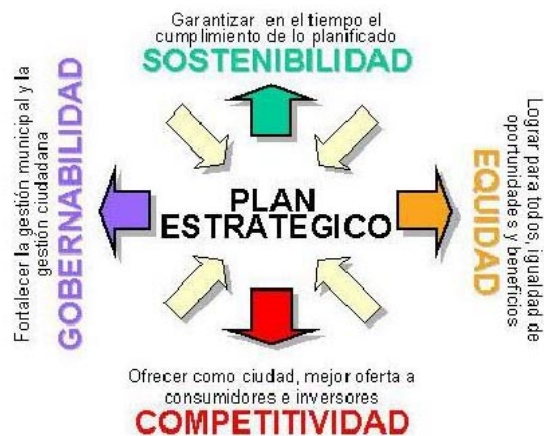 Garantizar en el tiempo el
cumplimiento de lo planificado
SOSTENIBILIDAD
Fortalecer la gestión municipal y la
gestión ciudadana
GOBERNABILIDAD
PLAN
ESTRATEGICO
EQUIDAD
Lograr para todos, igualdad de
oportunidades y beneficios
Ofrecer como ciudad, mejor oferta a
consumidores e inversores
COMPETITIVIDAD